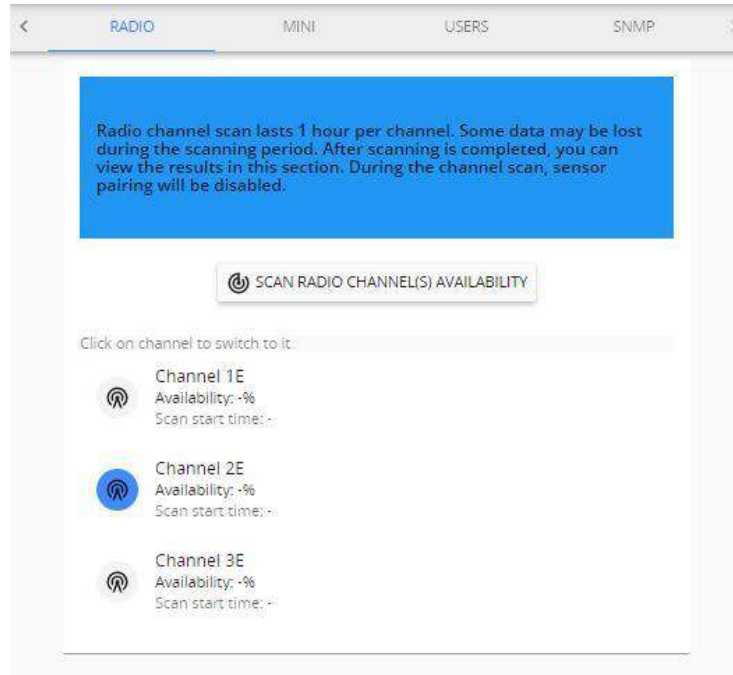 RADIO MINI USERS SNMP
Radio channel scan lasts 1 hour per channel. Some data may be lost
during the scanning period. After scanning is completed, you can
view the results in this section. During the channel scan, sensor
pairing will be disabled.
SCAN RADIO CHANNEL(S) AVAILABILITY
Click on channel to switch to it
Channel 1E
Availability: -%
Scan start time: -
Channel 2E
Availability: -%
Scan start time: -
Channel 3E
Availability: -%
Scan start time: -